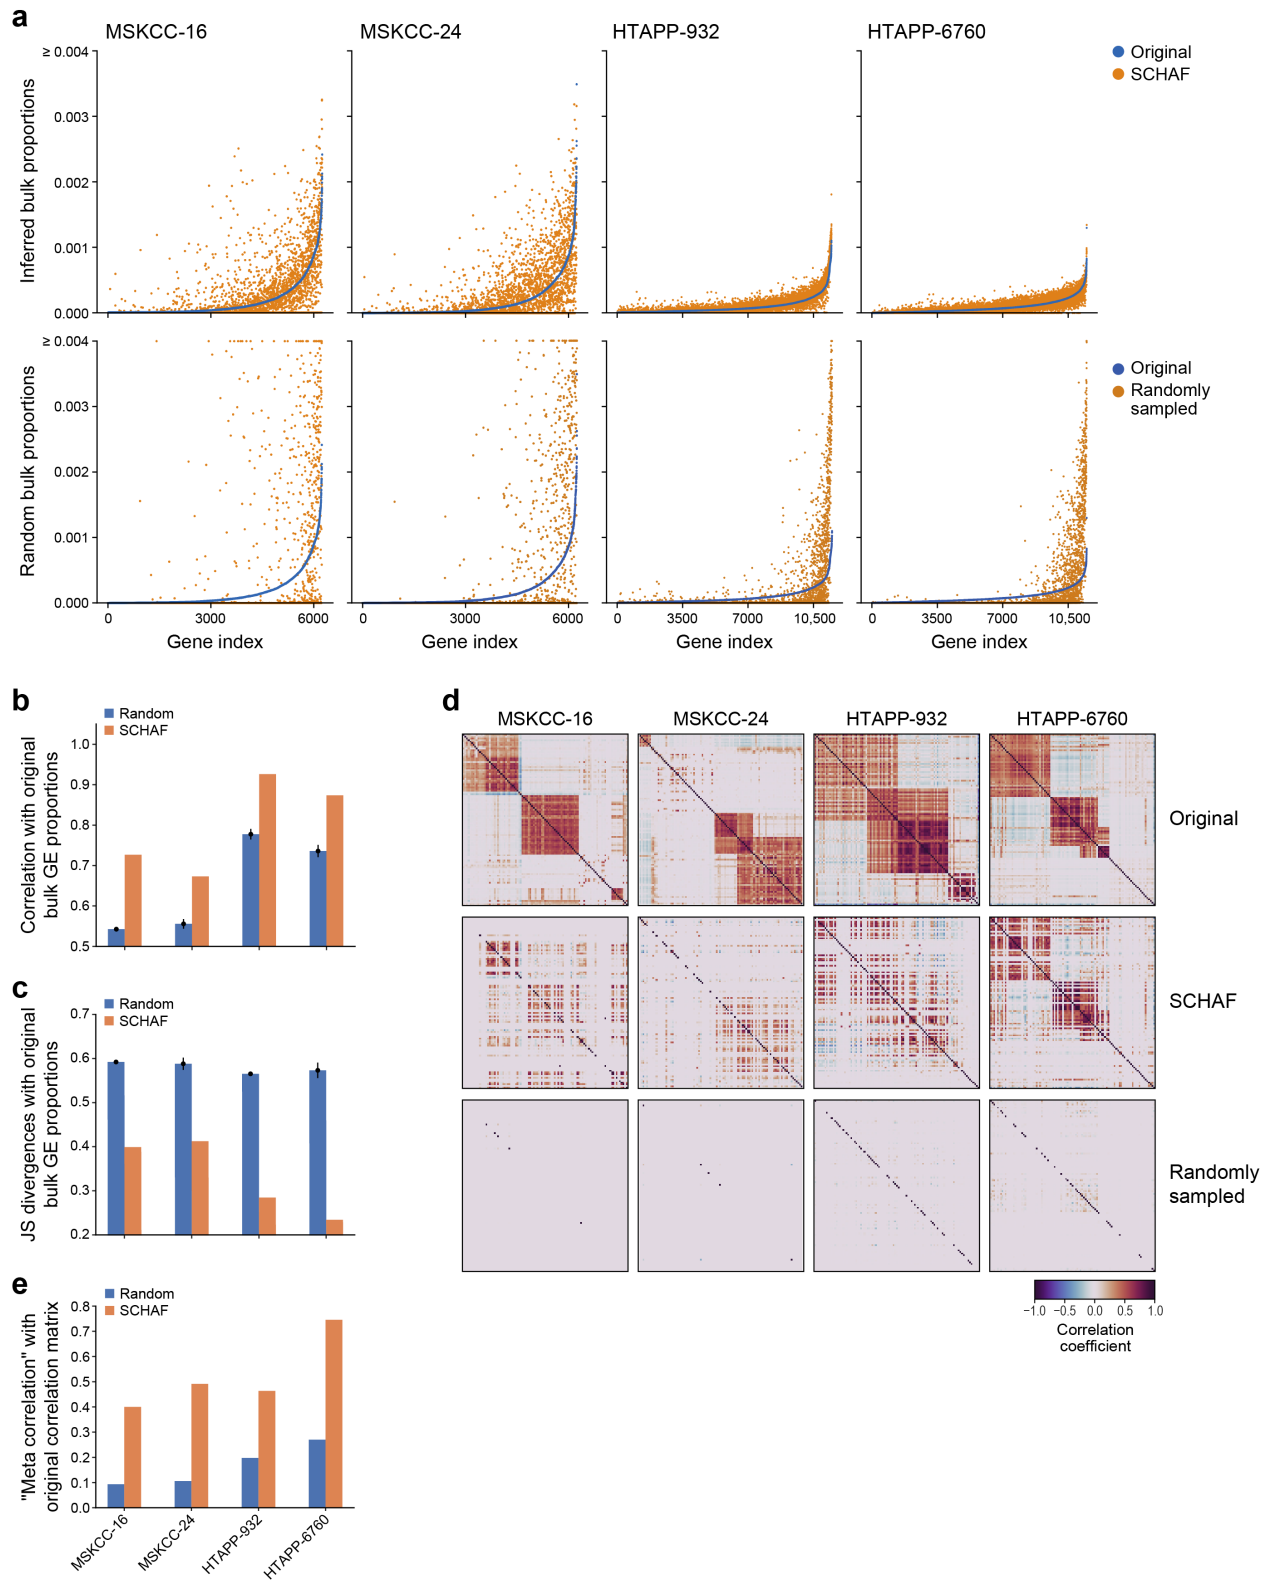 a
MSKCC-16
MSKCC-24
HTAPP-932
HTAPP-6760
Inferred bulk proportions
≥ 0.004
0.003
0.002
0.001
0.000
Original
SCHAF
Random bulk proportions
≥ 0.004
0.003
0.002
0.001
0.000
0 3000 6000
0 3000 6000
0 3500 7000 10,500
0 3500 7000 10,500
Gene index
Gene index
Gene index
Gene index
Original
Randomly
sampled
b
Random
SCHAF
Correlation with original
bulk GE proportions
1.0
0.9
0.8
0.7
0.6
0.5
c
Random
SCHAF
JS divergences with original
bulk GE proportions
0.7
0.6
0.5
0.4
0.3
0.2
e
Random
SCHAF
"Meta correlation" with
original correlation matrix
0.8
0.7
0.6
0.5
0.4
0.3
0.2
0.1
0.0
MSKCC-16
MSKCC-24
HTAPP-932
HTAPP-6760
d
MSKCC-16
MSKCC-24
HTAPP-932
HTAPP-6760
Original
SCHAF
Randomly
sampled
−1.0 −0.5 0.0 0.5 1.0
Correlation
coefficient